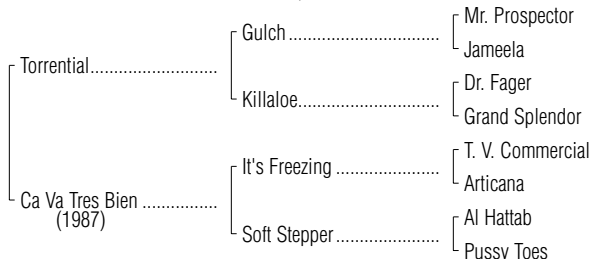 Mr. Prospector
Gulch........................................
Jameela
Torrential..........................
Dr. Fager
Killaloe......................................
Grand Splendor
T. V. Commercial
It's Freezing ............................
Articana
Ca Va Tres Bien ................
(1987)
Al Hattab
Soft Stepper............................
Pussy Toes